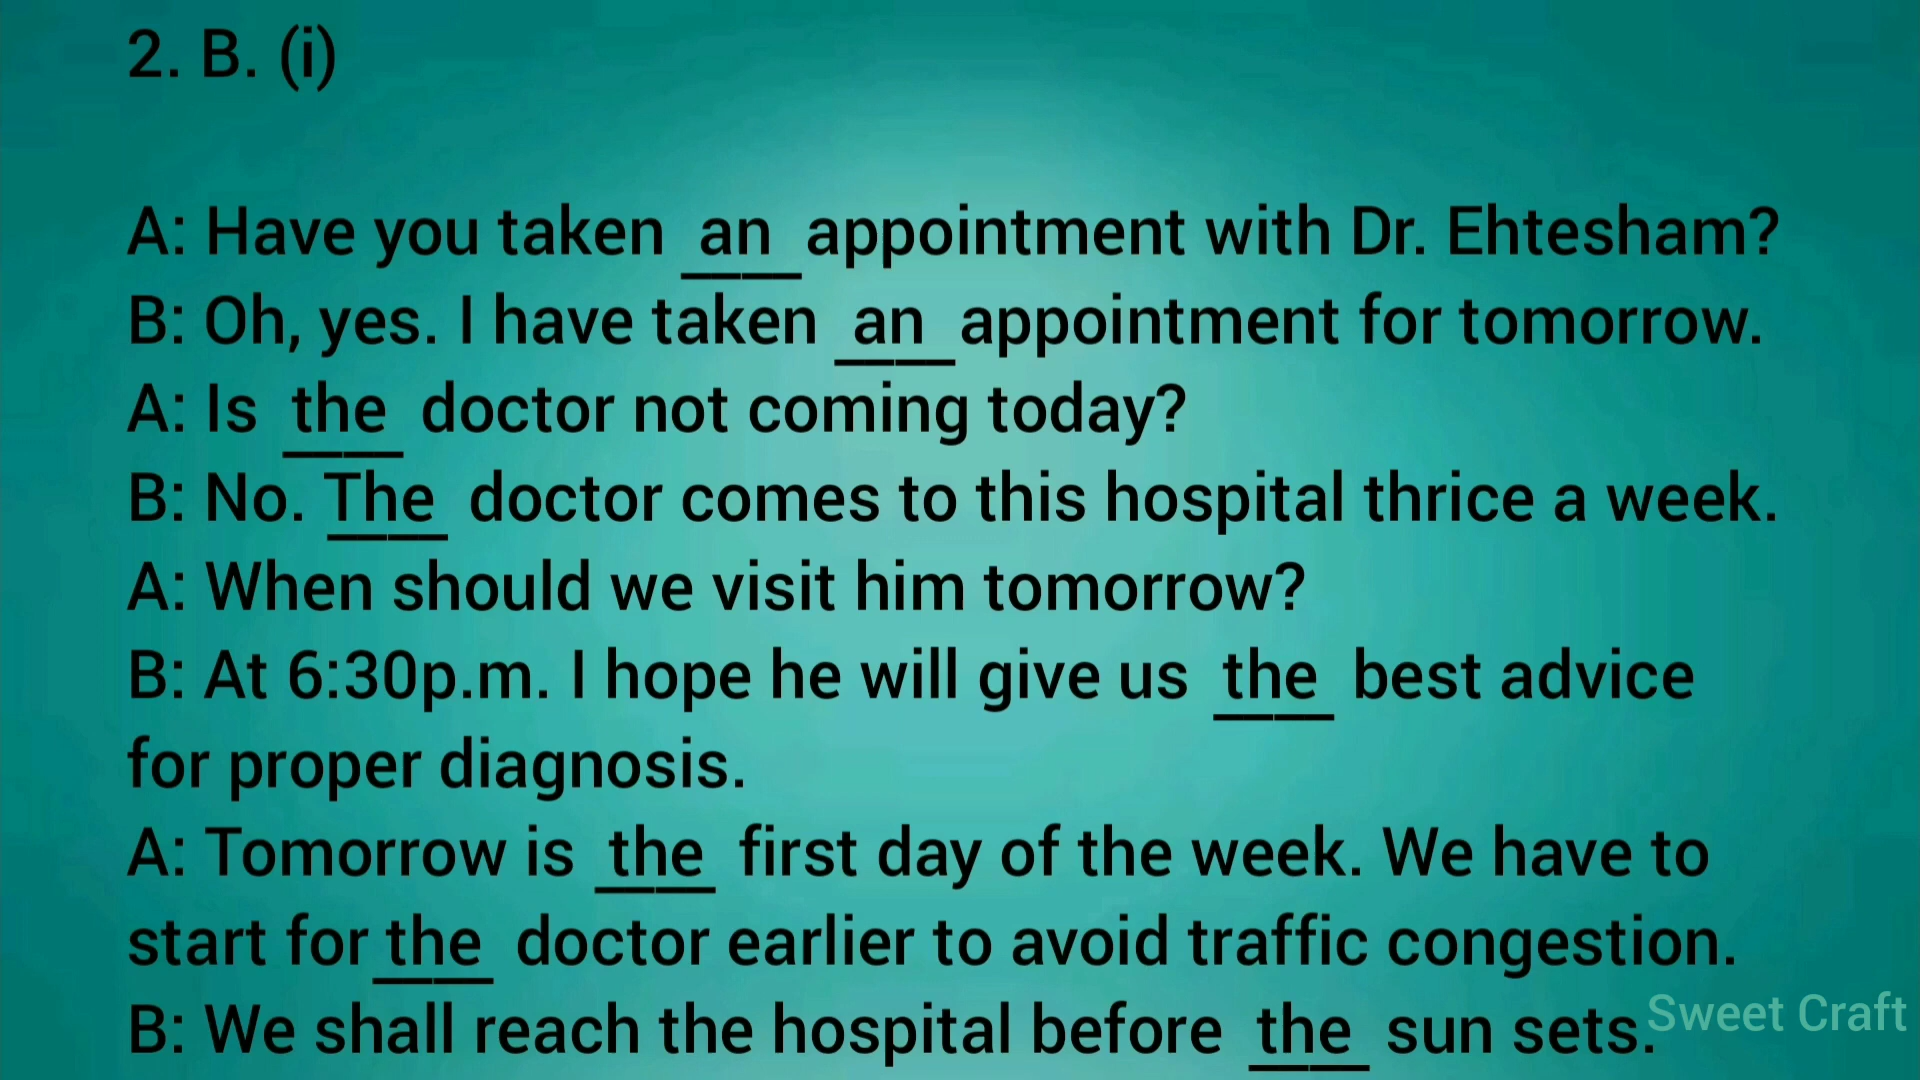 2. B. (i)
A: Have you taken an appointment with Dr. Ehtesham?
B: Oh, yes. I have taken an appointment for tomorrow.
A: Is the doctor not coming today?
B: No. The doctor comes to this hospital thrice a week.
A: When should we visit him tomorrow?
B: At 6:30p.m. I hope he will give us the best advice
for proper diagnosis.
A: Tomorrow is the first day of the week. We have to
start for the doctor earlier to avoid traffic congestion.
B: We shall reach the hospital before the sun sets.
Sweet Craft